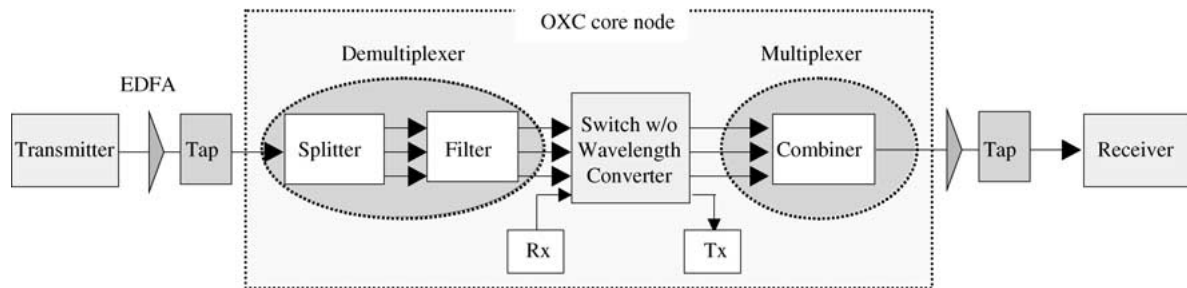 OXC core node
Demultiplexer
Multiplexer
EDFA
Transmitter
Tap
Splitter
Filter
Switch w/o
Wavelength
Converter
Combiner
Tap
Receiver
Rx
Tx